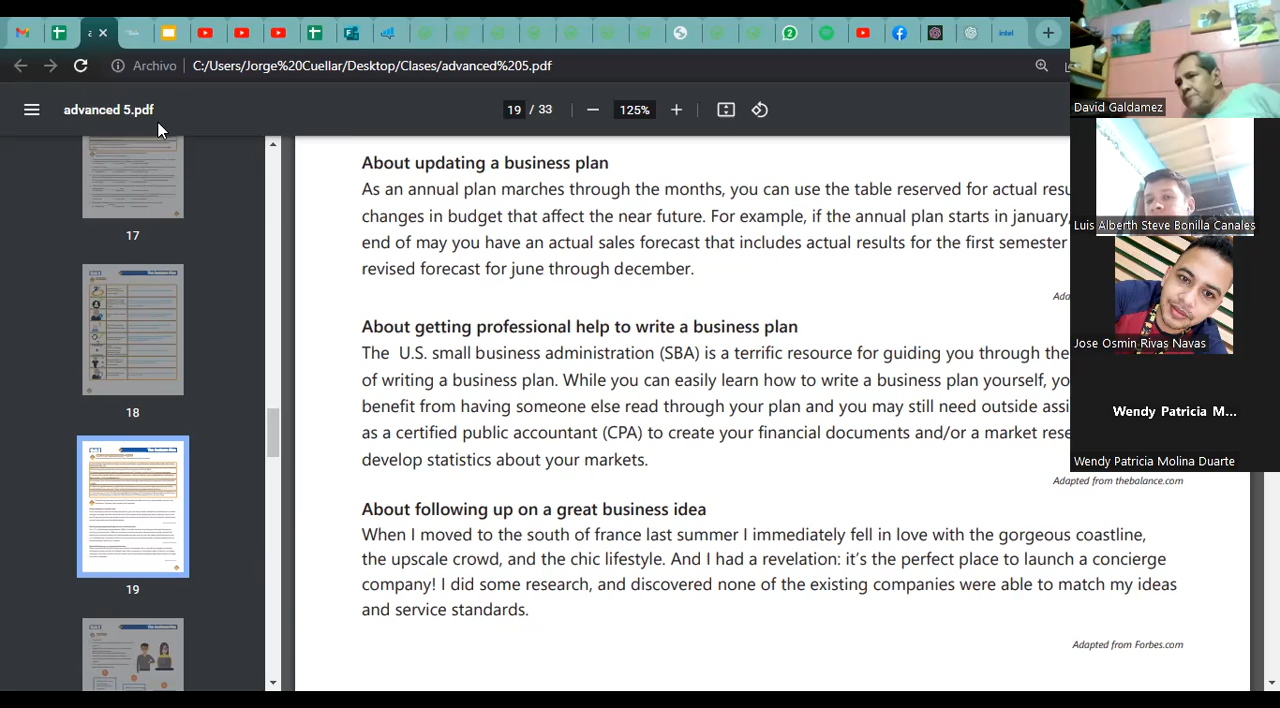 Archivo
C:/Users/Jorge%20Cuellar/Desktop/Clases/advanced%205.pdf
advanced 5.pdf
19 / 33
125%
17
18
19
About updating a business plan
As an annual plan marches through the months, you can use the table reserved for actual
changes in budget that affect the near future. For example, if the annual plan starts in january,
end of may you have an actual sales forecast that includes actual results for the first semester
revised forecast for june through december.
About getting professional help to write a business plan
The U.S. small business administration (SBA) is a terrific resource for guiding you through the
of writing a business plan. While you can easily learn how to write a business plan yourself,
benefit from having someone else read through your plan and you may still need outside
as a certified public accountant (CPA) to create your financial documents and/or a market
develop statistics about your markets.
Adapted from thebalance.com
About following up on a great business idea
When I moved to the south of france last summer I immediately fell in love with the gorgeous coastline,
the upscale crowd, and the chic lifestyle. And I had a revelation: it's the perfect place to launch a concierge
company! I did some research, and discovered none of the existing companies were able to match my ideas
and service standards.
Adapted from Forbes.com
David Galdamez
Luis Alberth Steve Bonilla Canales
Jose Osmin Rivas Navas
Wendy Patricia M...
Wendy Patricia Molina Duarte